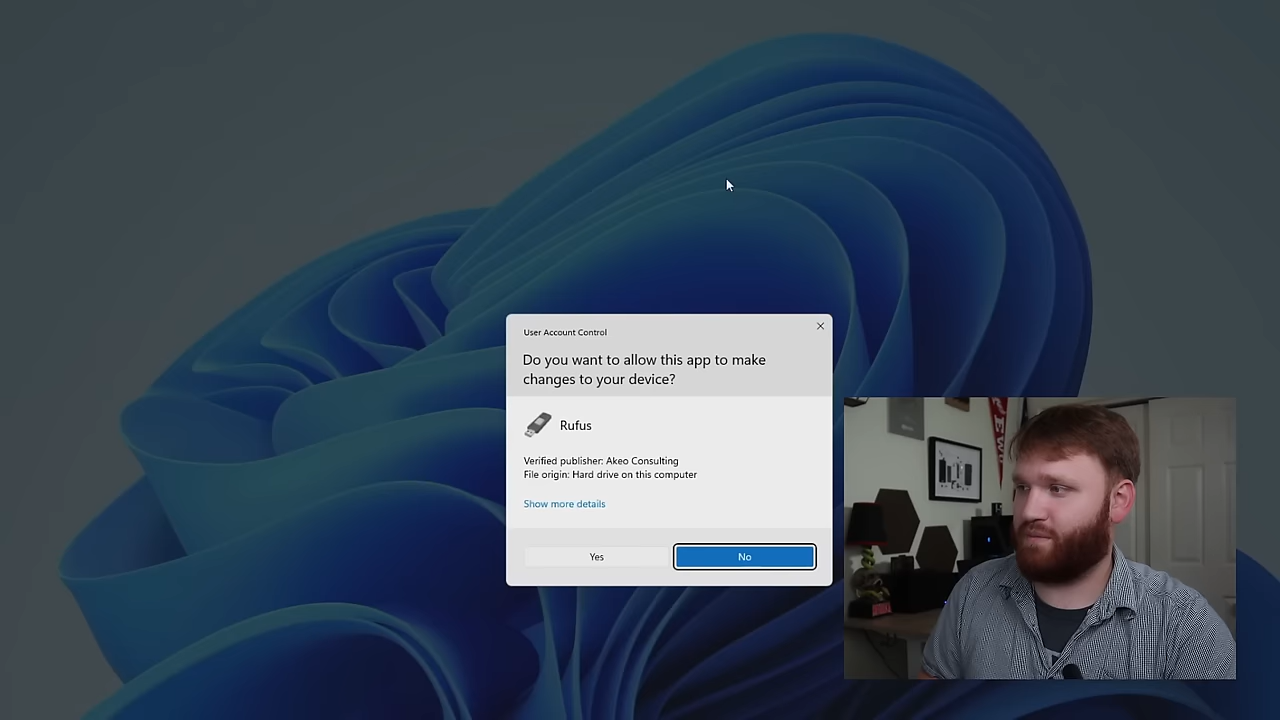 User Account Control
Do you want to allow this app to make
changes to your device?
Rufus
Verified publisher: Akeo Consulting
File origin: Hard drive on this computer
Show more details
Yes
No